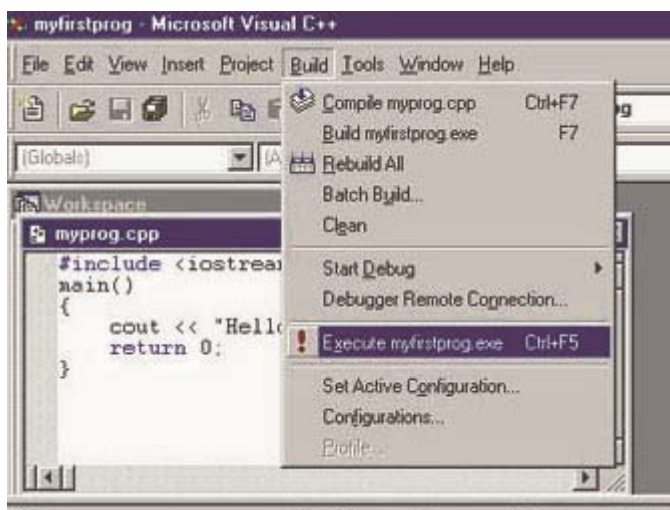 myfirstprog - Microsoft Visual C++
File Edit View Insert Project Build Tools Window Help
(Globals)
Workspace
myprog.cpp
#include <iostrea
main()
{
cout << "Hello
return 0;
}
Compile myprog.cpp Ctrl+F7
Build myfirstprog.exe F7
Rebuild All
Batch Build...
Clean
Start Debug
Debugger Remote Connection...
Execute myfirstprog.exe Ctrl+F5
Set Active Configuration...
Configurations...
Profile...